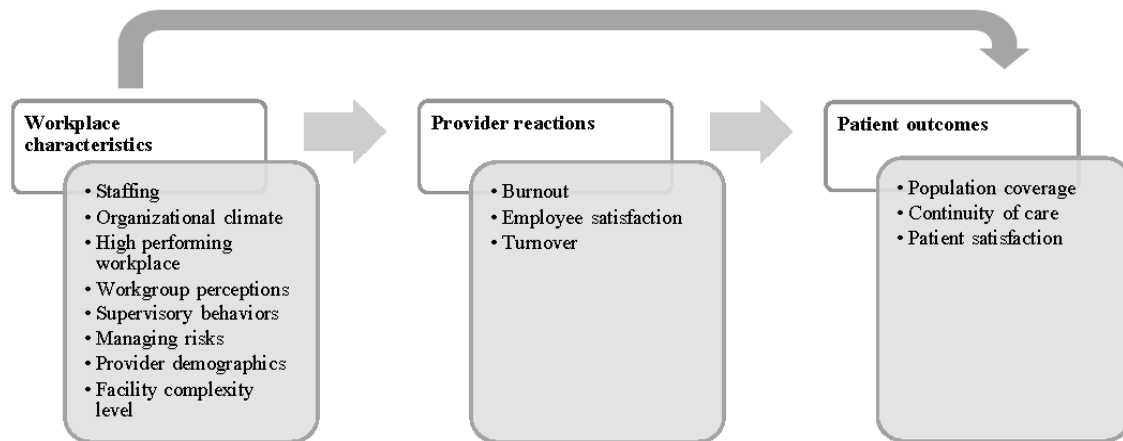 Workplace
characteristics
• Staffing
• Organizational climate
• High performing
workplace
• Workgroup perceptions
• Supervisory behaviors
• Managing risks
• Provider demographics
• Facility complexity
level
Provider reactions
• Burnout
• Employee satisfaction
• Turnover
Patient outcomes
• Population coverage
• Continuity of care
• Patient satisfaction